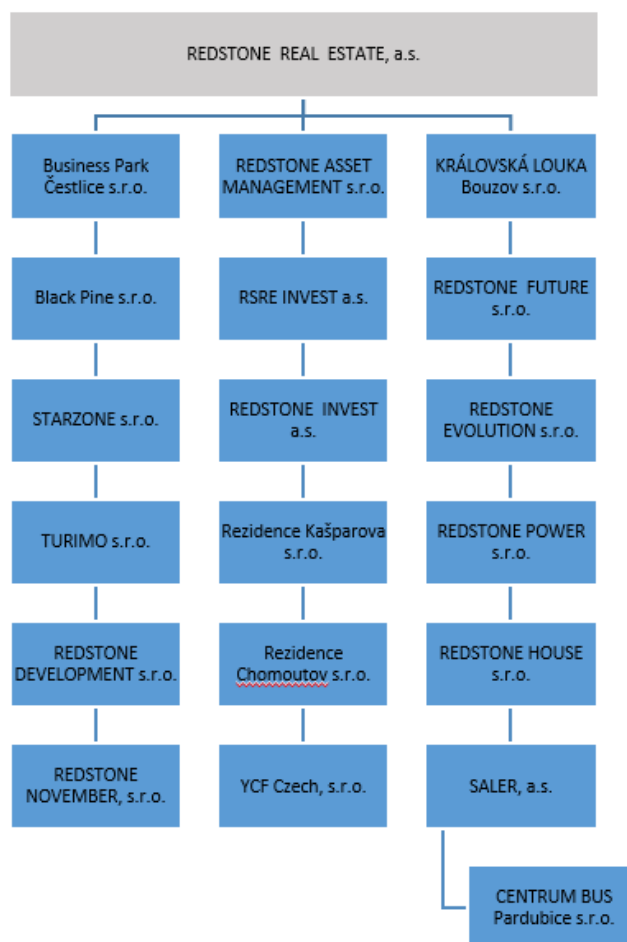 REDSTONE REAL ESTATE, a.s.
Business Park
Čestlice s.r.o.
Black Pine s.r.o.
STARZONE s.r.o.
TURIMO s.r.o.
REDSTONE
DEVELOPMENT s.r.o.
REDSTONE
NOVEMBER, s.r.o.
REDSTONE ASSET
MANAGEMENT s.r.o.
RSRE INVEST a.s.
REDSTONE INVEST
a.s.
Rezidence Kašparova
s.r.o.
Rezidence
Chomoutov s.r.o.
YCF Czech, s.r.o.
KRÁLOVSKÁ LOUKA
Bouzov s.r.o.
REDSTONE FUTURE
s.r.o.
REDSTONE
EVOLUTION s.r.o.
REDSTONE POWER
s.r.o.
REDSTONE HOUSE
s.r.o.
SALER, a.s.
CENTRUM BUS
Pardubice s.r.o.